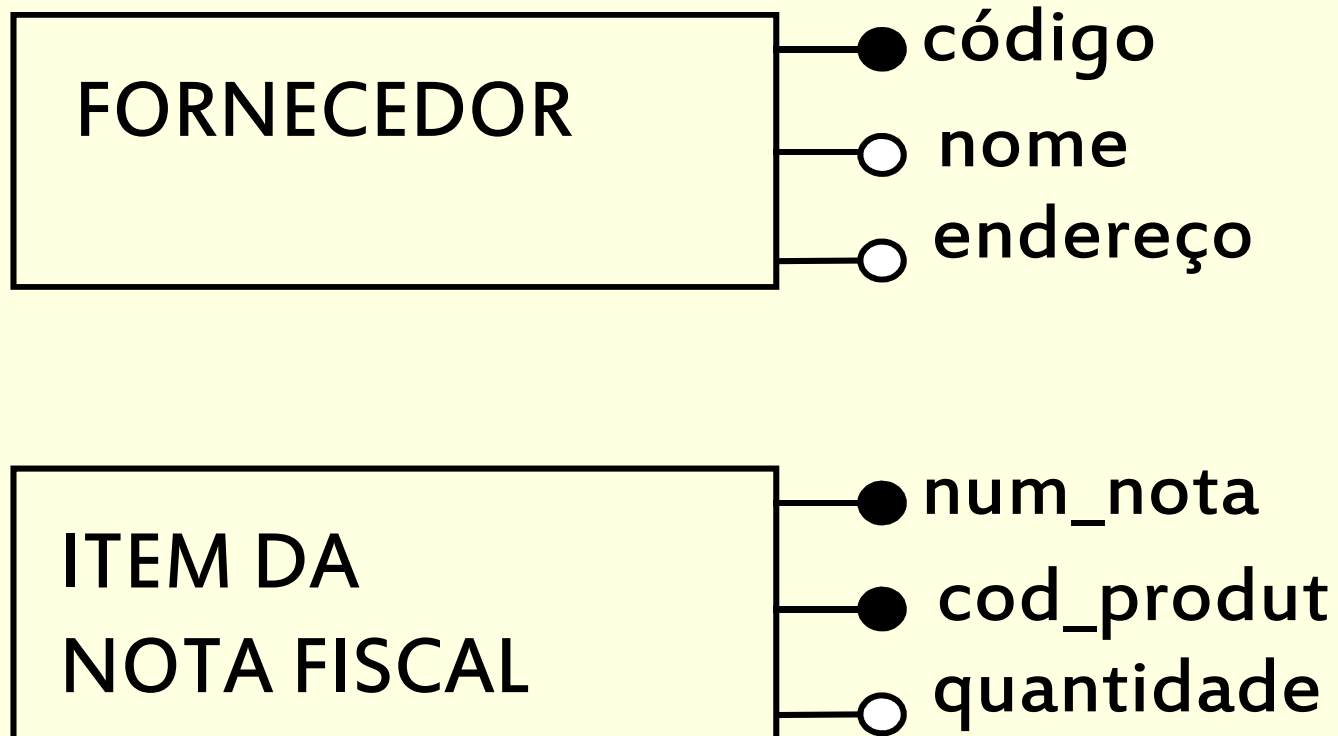 FORNECEDOR
código
nome
endereço
ITEM DA
NOTA FISCAL
num_nota
cod_produt
quantidade